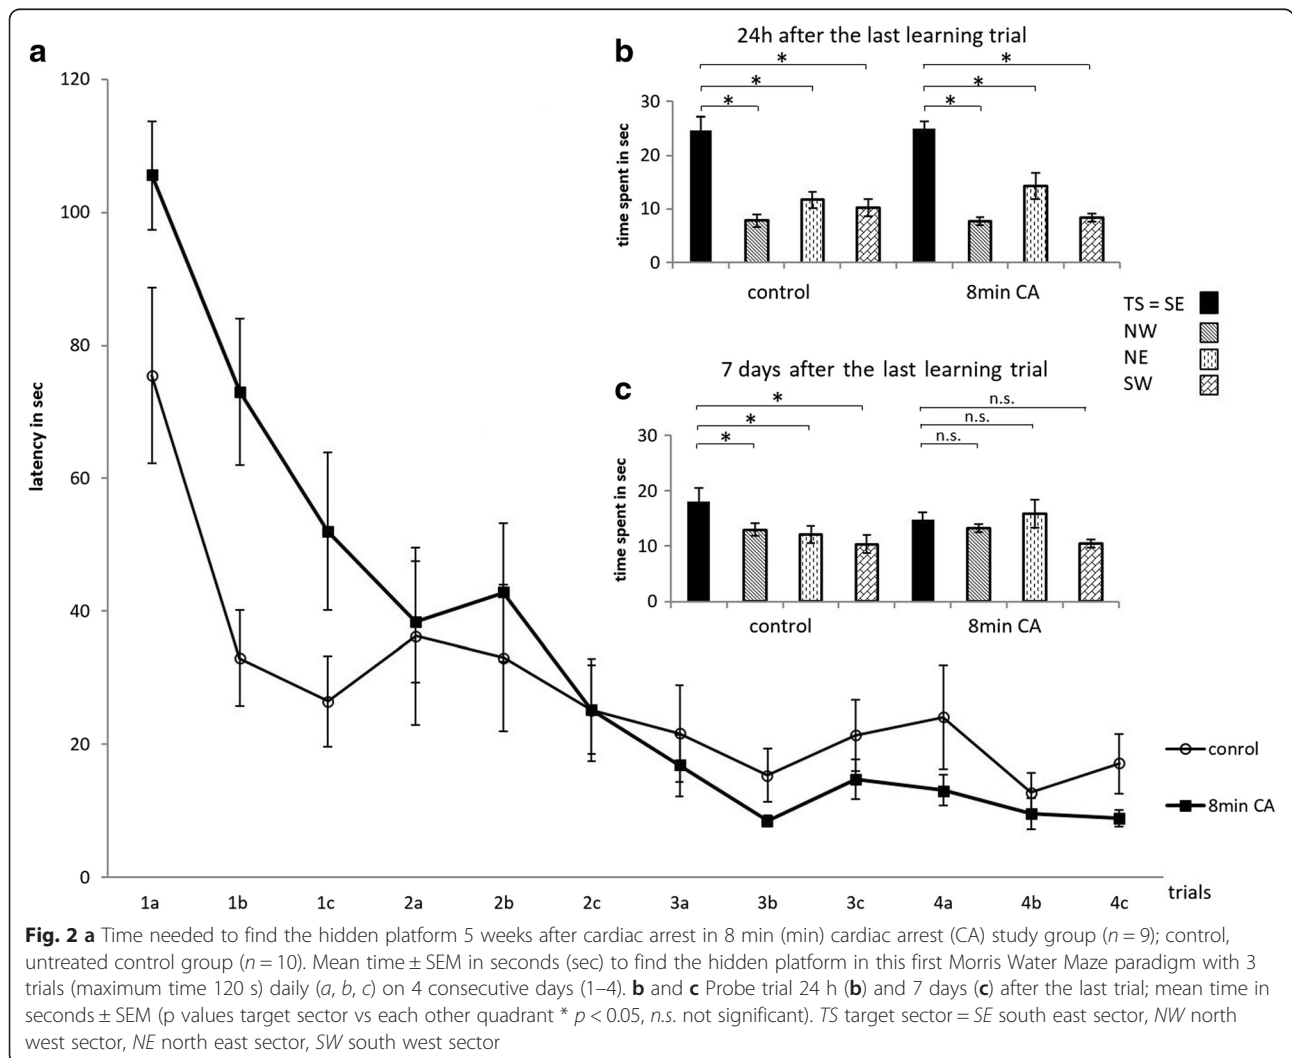 a
120
100
80
60
40
20
0
latency in sec
1a 1b 1c 2a 2b 2c 3a 3b 3c 4a 4b 4c
trials
conrol
8min CA
b
24h after the last learning trial
* * * * * *
30
20
10
0
time spent in sec
control 8min CA
TS = SE
NW
NE
SW
c
7 days after the last learning trial
* * * n.s. n.s. n.s.
30
20
10
0
time spent in sec
control 8min CA
Fig. 2 a Time needed to find the hidden platform 5 weeks after cardiac arrest in 8 min (min) cardiac arrest (CA) study group (n = 9); control,
untreated control group (n = 10). Mean time ± SEM in seconds (sec) to find the hidden platform in this first Morris Water Maze paradigm with 3
trials (maximum time 120 s) daily (a, b, c) on 4 consecutive days (1–4). b and c Probe trial 24 h (b) and 7 days (c) after the last trial; mean time in
seconds ± SEM (p values target sector vs each other quadrant * p < 0.05, n.s. not significant). TS target sector = SE south east sector, NW north
west sector, NE north east sector, SW south west sector